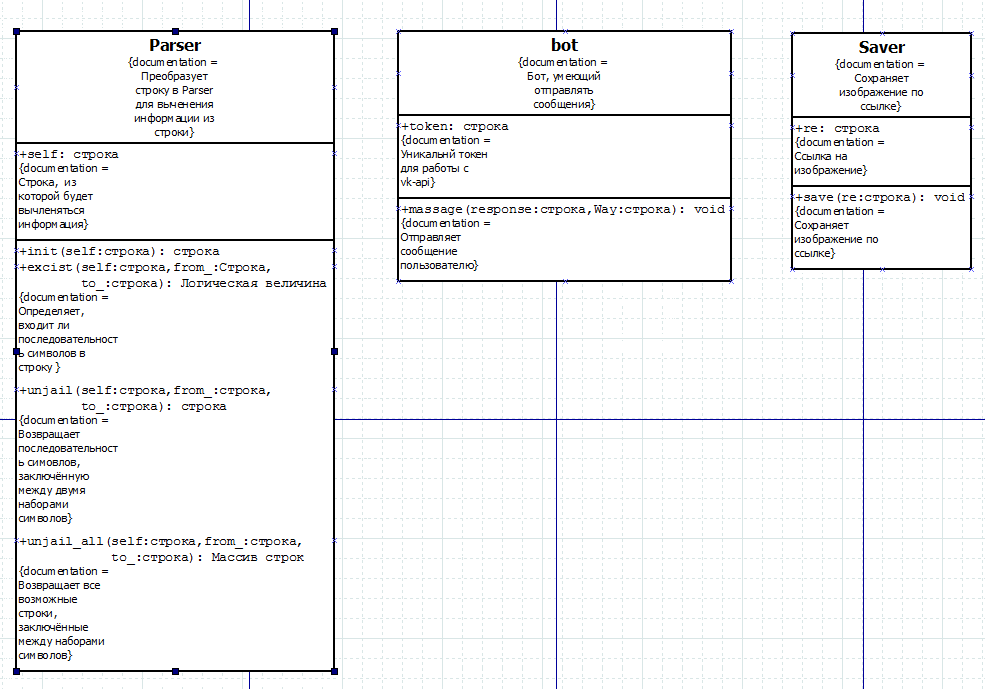 Parser
{documentation =
Преобразует
строку в Parser
для выченения
информации из
строки}
+self: строка
{documentation =
Строка, из
которой будет
вычленяться
информация}
+init(self:строка): строка
+excist(self:строка,from_:Строка,
to_:строка): Логическая величина
{documentation =
Определяет,
входит ли
последовательност
ь символов в
строку }
+unjail(self:строка,from_:строка,
to_:строка): строка
{documentation =
Возвращает
последовательност
ь симовлов,
заключённую
между двумя
наборами
символов}
+unjail_all(self:строка,from_:строка,
to_:строка): Массив строк
{documentation =
Возвращает все
возможные
строки,
заключённые
между наборами
символов}
bot
{documentation =
Бот, умеющий
отправлять
сообщения}
+token: строка
{documentation =
Уникальнй токен
для работы с
vk-api}
+massage(response:строка,Way:строка): void
{documentation =
Отправляет
сообщение
пользователю}
Saver
{documentation =
Сохраняет
изображение по
ссылке}
+re: строка
{documentation =
Ссылка на
изображение}
+save(re:строка): void
{documentation =
Сохраняет
изображение по
ссылке}